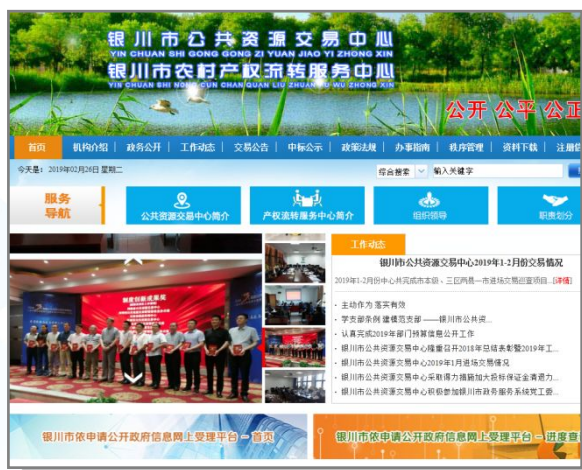 银川市公共资源交易中心
YIN CHUAN SHI GONG GONG ZI YUAN JIAO YI ZHONG XIN
银川市农村产权流转服务中心
YIN CHUAN SHI NONG CUN CHAN QUAN LIU ZHUAN FU WU ZHONG XIN
公开 公平 公正
首页 机构介绍 政务公开 工作动态 交易公告 中标公示 政策法规 办事指南 秩序管理 资料下载 注册
今天是: 2019年02月26日 星期二
综合搜索 输入关键字
服务
导航
公共资源交易中心简介 产权流转服务中心简介 组织领导 职责划分
工作动态
银川市公共资源交易中心2019年1-2月份交易情况
2019年1-2月份中心共完成市本级、三区两县一市进场交易巡查项目...[详情]
· 主动作为 落实有效
· 学支部条例 建模范支部 ——银川市公共资...
· 认真完成2019年部门预算信息公开工作
· 银川市公共资源交易中心隆重召开2018年总结表彰暨2019年工...
· 银川市公共资源交易中心2019年1月进场交易情况
· 银川市公共资源交易中心采取得力措施加大投标保证金清退力...
· 银川市公共资源交易中心积极参加银川市政务服务系统党工委...
银川市依申请公开政府信息网上受理平台 - 首页
银川市依申请公开政府信息网上受理平台 - 进度查